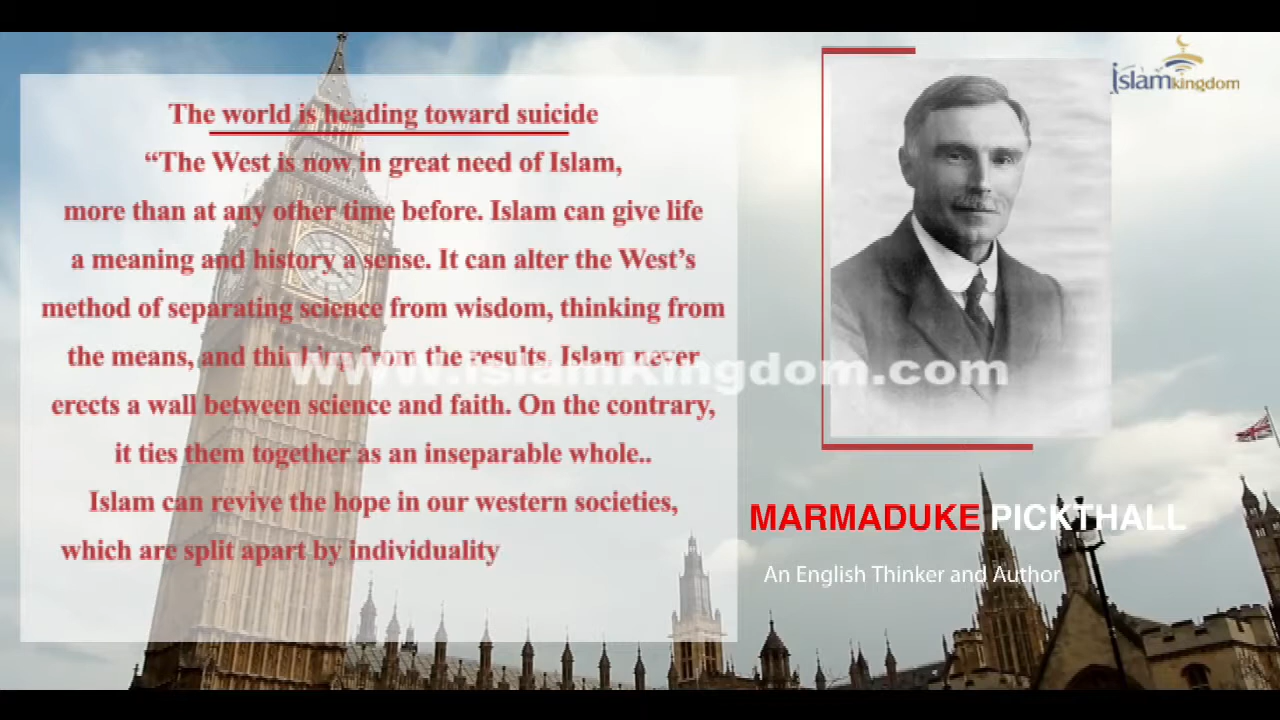 The world is heading toward suicide
“The West is now in great need of Islam,
more than at any other time before. Islam can give life
a meaning and history a sense. It can alter the West’s
method of separating science from wisdom, thinking from
the means, and thinking from the results. Islam never
erects a wall between science and faith. On the contrary,
it ties them together as an inseparable whole..
Islam can revive the hope in our western societies,
which are split apart by individuality
islam kingdom
www.islamKingdom.com
MARMADUKE PICKTHALL
An English Thinker and Author